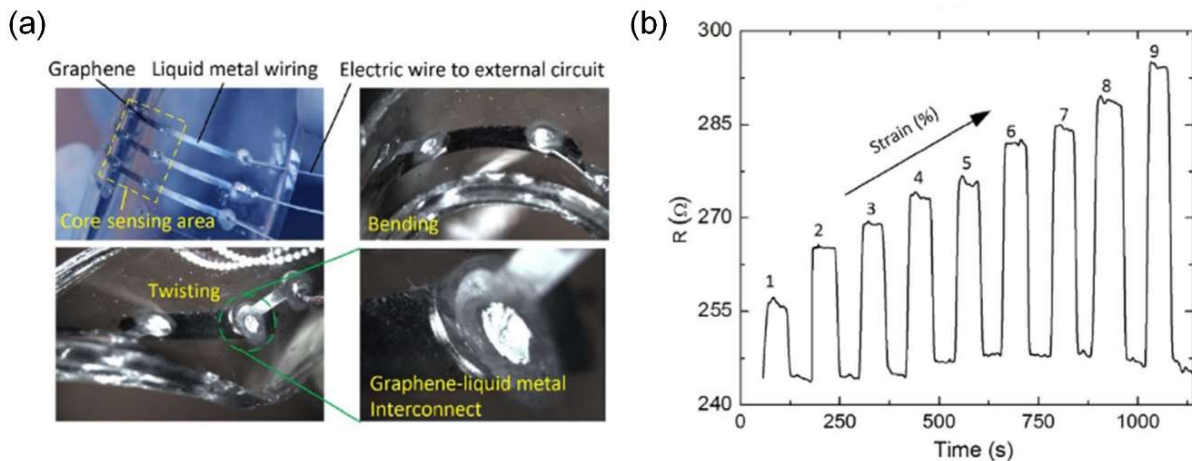 (a)
Graphene
Liquid metal wiring
Electric wire to external circuit
Core sensing area
Bending
Twisting
Graphene-liquid metal
Interconnect
(b)
300
285
270
255
240
R (Ω)
Strain (%)
1
2
3
4
5
6
7
8
9
0
250
500
750
1000
Time (s)